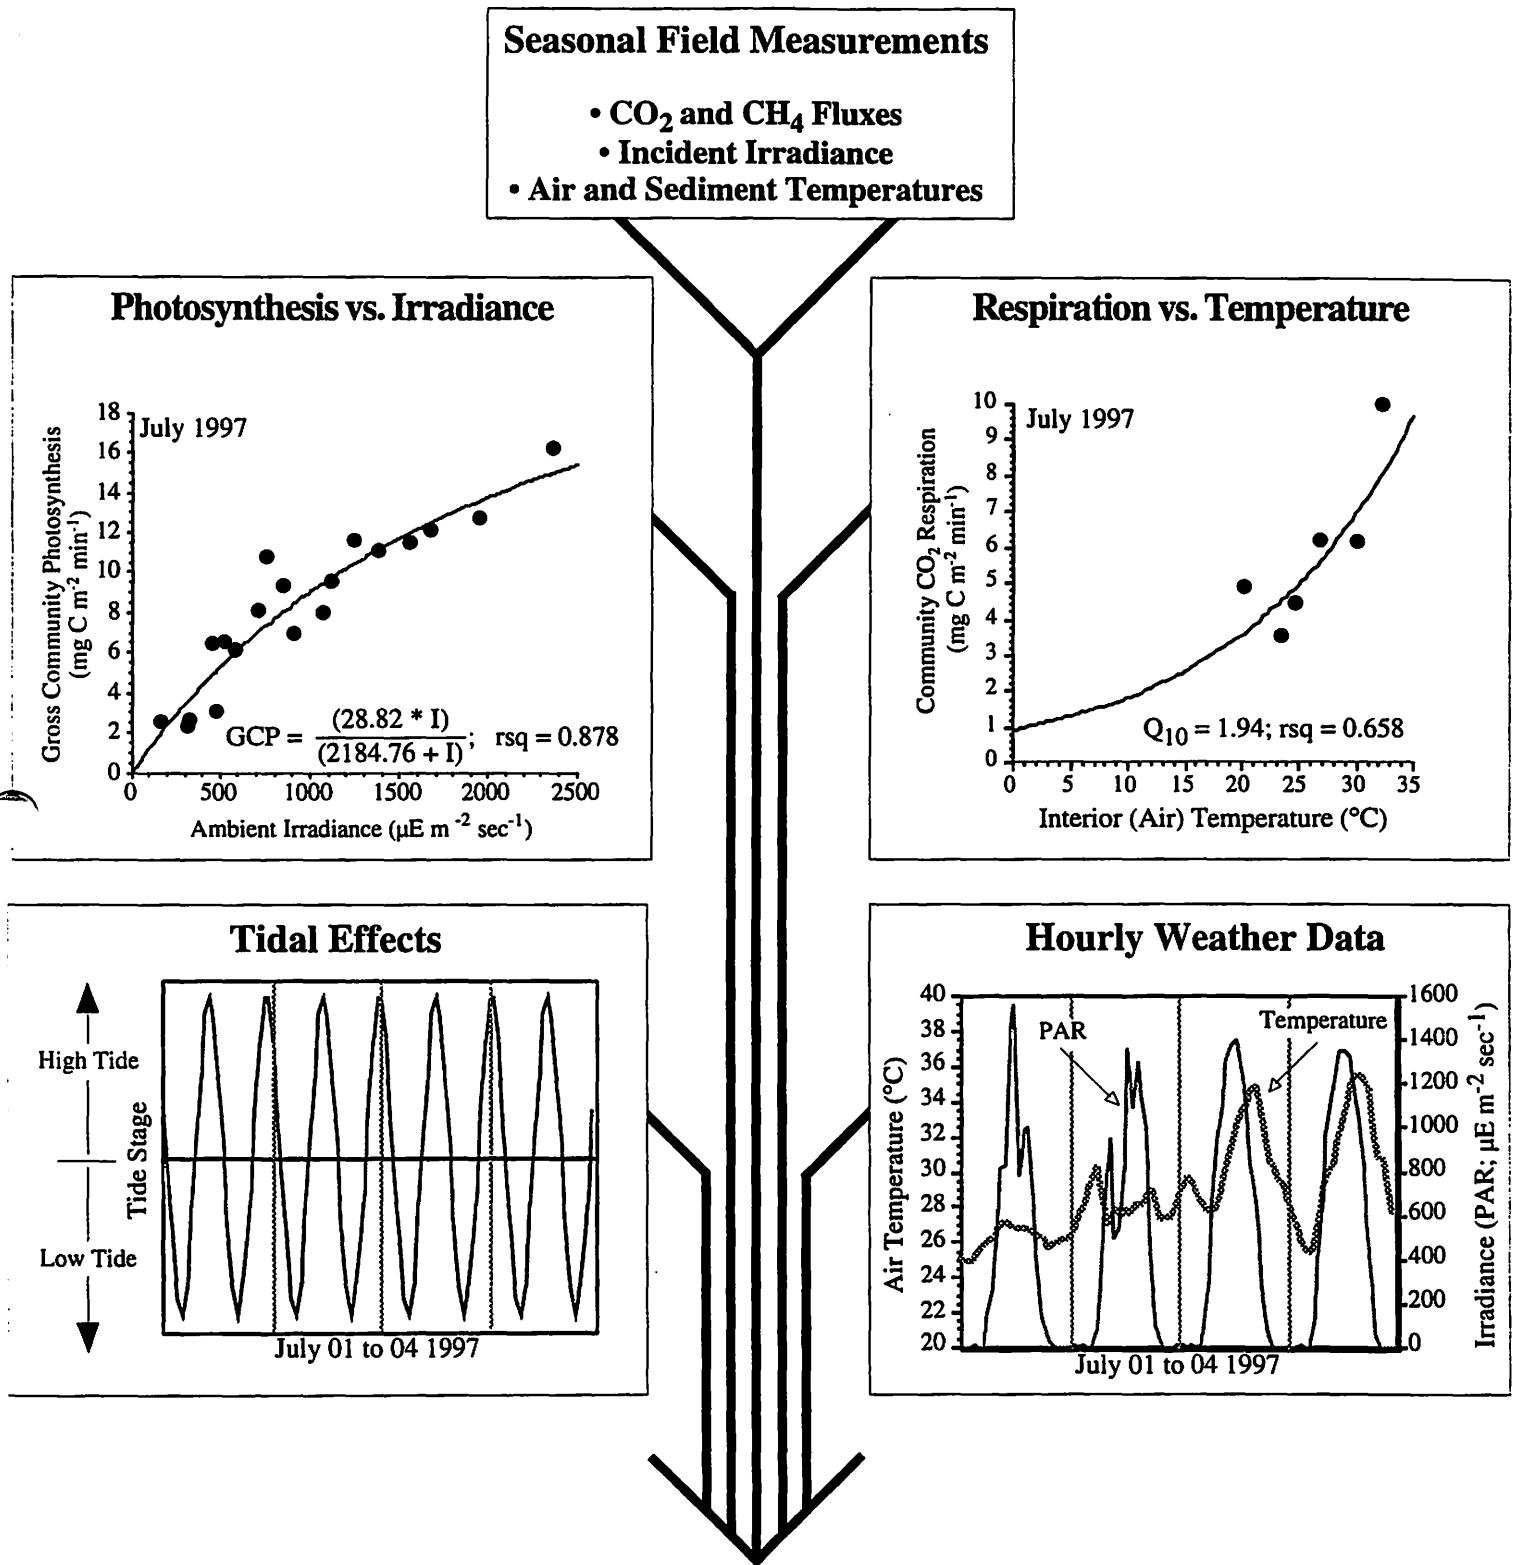 Seasonal Field Measurements
• CO2 and CH4 Fluxes
• Incident Irradiance
• Air and Sediment Temperatures
Photosynthesis vs. Irradiance
July 1997
Gross Community Photosynthesis
(mg C m-2 min-1)
18
16
14
12
10
8
6
4
2
0
GCP = (28.82 * I) / (2184.76 + I); rsq = 0.878
0 500 1000 1500 2000 2500
Ambient Irradiance (µE m -2 sec-1)
Respiration vs. Temperature
July 1997
Community CO2 Respiration
(mg C m-2 min-1)
10
9
8
7
6
5
4
3
2
1
0
Q10 = 1.94; rsq = 0.658
0 5 10 15 20 25 30 35
Interior (Air) Temperature (°C)
Tidal Effects
High Tide
Tide Stage
Low Tide
July 01 to 04 1997
Hourly Weather Data
Air Temperature (°C)
40
38
36
34
32
30
28
26
24
22
20
PAR
Temperature
1600
1400
1200
1000
800
600
400
200
0
Irradiance (PAR; µE m-2 sec-1)
July 01 to 04 1997